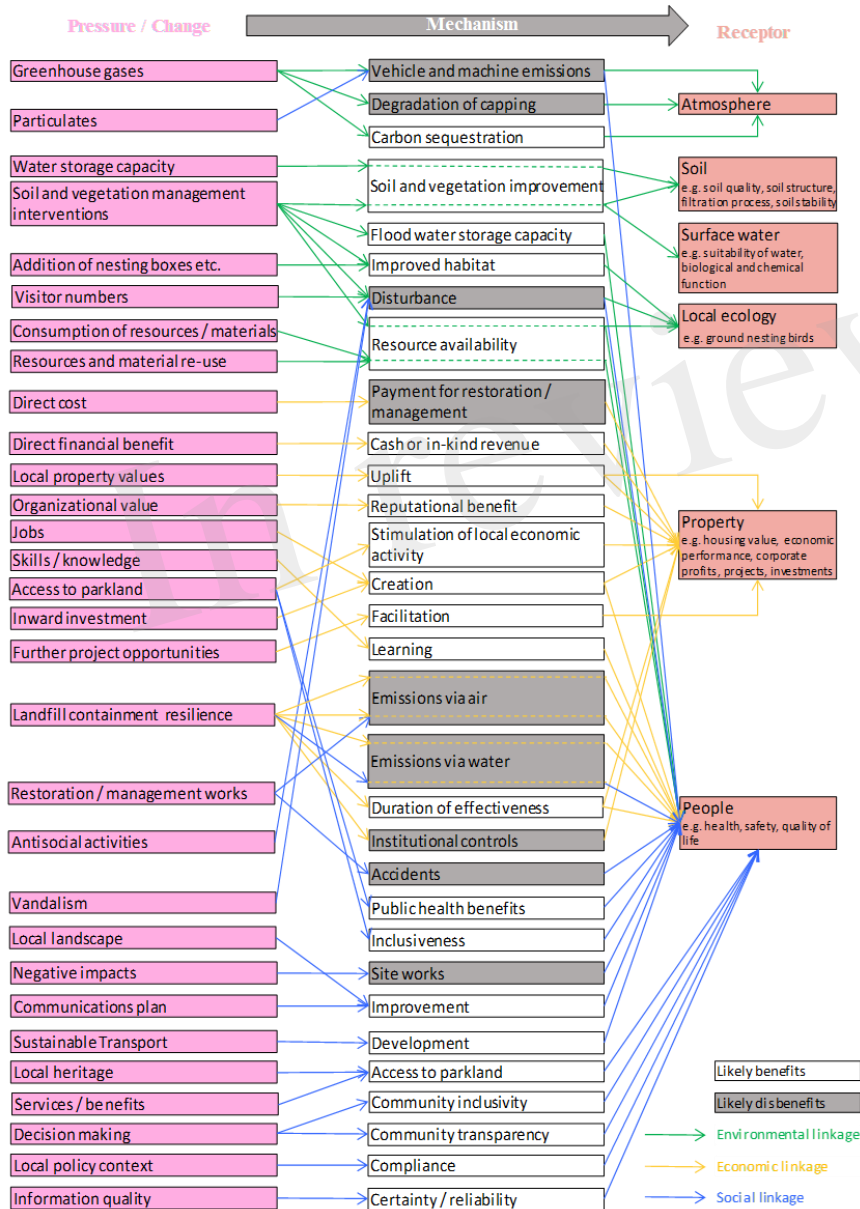 Pressure / Change
Mechanism
Receptor
Greenhouse gases
Particulates
Water storage capacity
Soil and vegetation management
interventions
Addition of nesting boxes etc.
Visitor numbers
Consumption of resources / materials
Resources and material re-use
Direct cost
Direct financial benefit
Local property values
Organizational value
Jobs
Skills / knowledge
Access to parkland
Inward investment
Further project opportunities
Landfill containment resilience
Restoration / management works
Antisocial activities
Vandalism
Local landscape
Negative impacts
Communications plan
Sustainable Transport
Local heritage
Services / benefits
Decision making
Local policy context
Information quality
Vehicle and machine emissions
Degradation of capping
Carbon sequestration
Soil and vegetation improvement
Flood water storage capacity
Improved habitat
Disturbance
Resource availability
Payment for restoration /
management
Cash or in-kind revenue
Uplift
Reputational benefit
Stimulation of local economic
activity
Creation
Facilitation
Learning
Emissions via air
Emissions via water
Duration of effectiveness
Institutional controls
Accidents
Public health benefits
Inclusiveness
Site works
Improvement
Development
Access to parkland
Community inclusivity
Community transparency
Compliance
Certainty / reliability
Atmosphere
Soil
e.g. soil quality, soil structure,
filtration process, soil stability
Surface water
e.g. suitability of water,
biological and chemical
function
Local ecology
e.g. ground nesting birds
Property
e.g. housing value, economic
performance, corporate
profits, projects, investments
People
e.g. health, safety, quality of
life
Likely benefits
Likely disbenefits
Environmental linkage
Economic linkage
Social linkage
In review